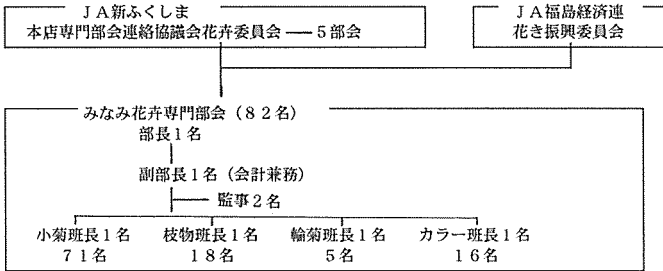 ＪＡ新ふくしま
本店専門部会連絡協議会花卉委員会 ── ５部会
ＪＡ福島経済連
花き振興委員会
みなみ花卉専門部会（８２名）
部長１名
副部長１名（会計兼務）
監事２名
小菊班長１名 枝物班長１名 輪菊班長１名 カラー班長１名
７１名 １８名 ５名 １６名